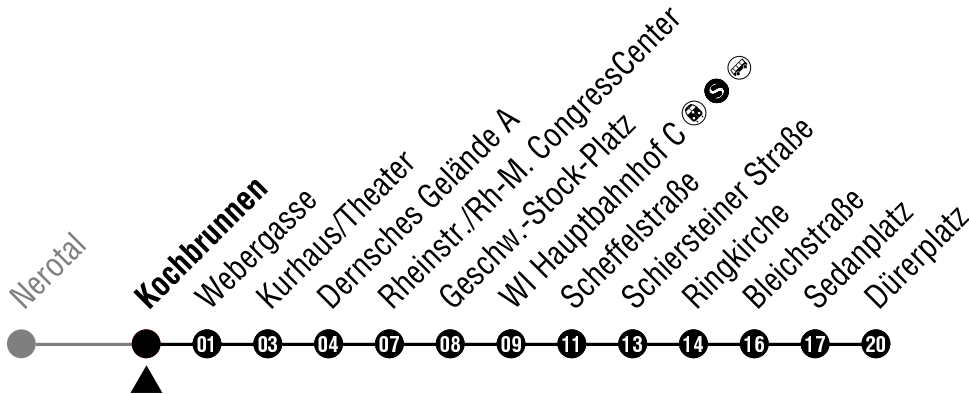 Nerotal
Kochbrunnen
Webergasse
Kurhaus/Theater
Dernsches Gelände A
Rheinstr./Rh-M. CongressCenter
Geschw.-Stock-Platz
WI Hauptbahnhof C S
Scheffelstraße
Schiersteiner Straße
Ringkirche
Bleichstraße
Sedanplatz
Dürerplatz
01 03 04 07 08 09 11 13 14 16 17 20